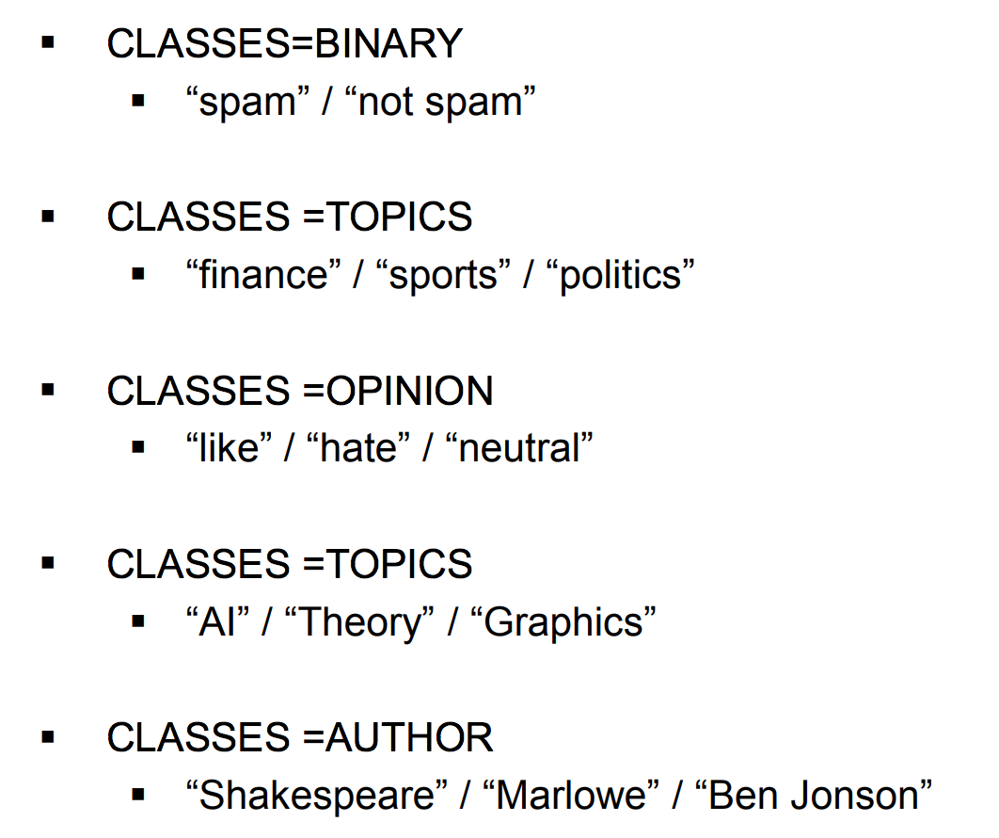 ▪ CLASSES=BINARY
▪ “spam” / “not spam”
▪ CLASSES =TOPICS
▪ “finance” / “sports” / “politics”
▪ CLASSES =OPINION
▪ “like” / “hate” / “neutral”
▪ CLASSES =TOPICS
▪ “AI” / “Theory” / “Graphics”
▪ CLASSES =AUTHOR
▪ “Shakespeare” / “Marlowe” / “Ben Jonson”